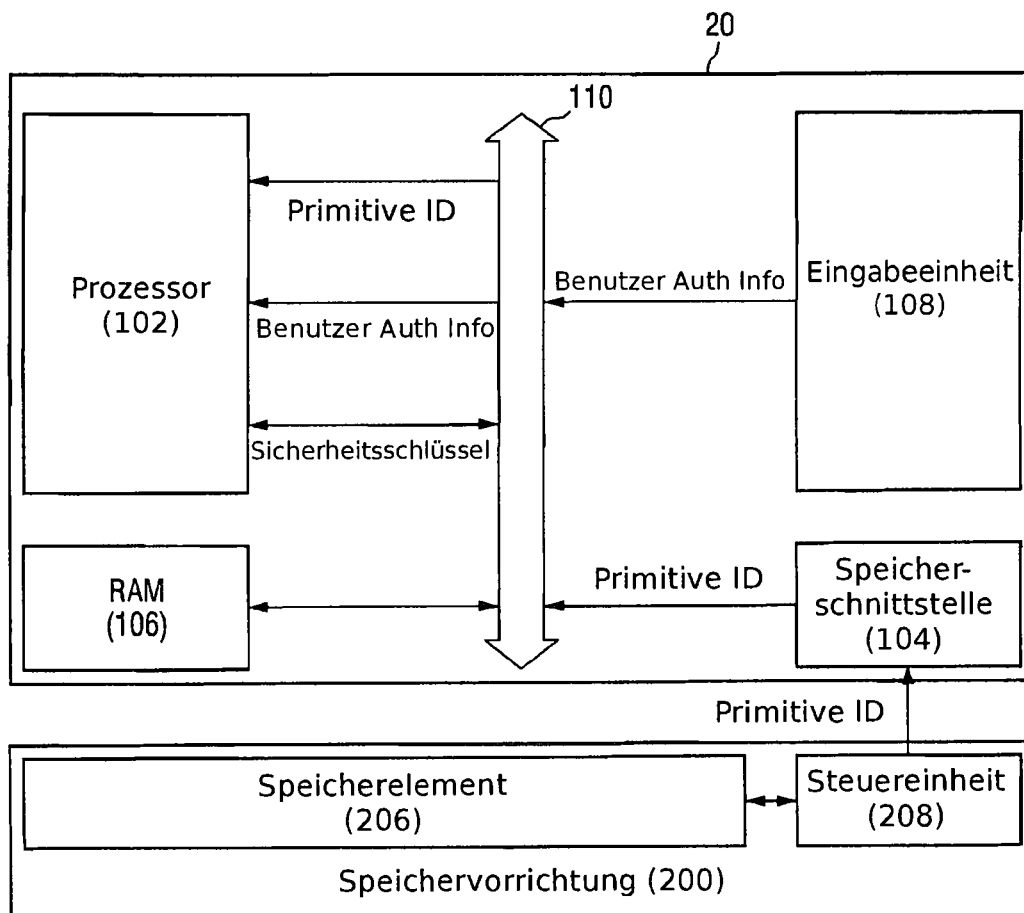 20
110
Primitive ID
Prozessor
(102)
Benutzer Auth Info
Benutzer Auth Info
Eingabeeinheit
(108)
Sicherheitsschlüssel
RAM
(106)
Primitive ID
Speicher-
schnittstelle
(104)
Primitive ID
Speicherelement
(206)
Steuereinheit
(208)
Speichervorrichtung (200)